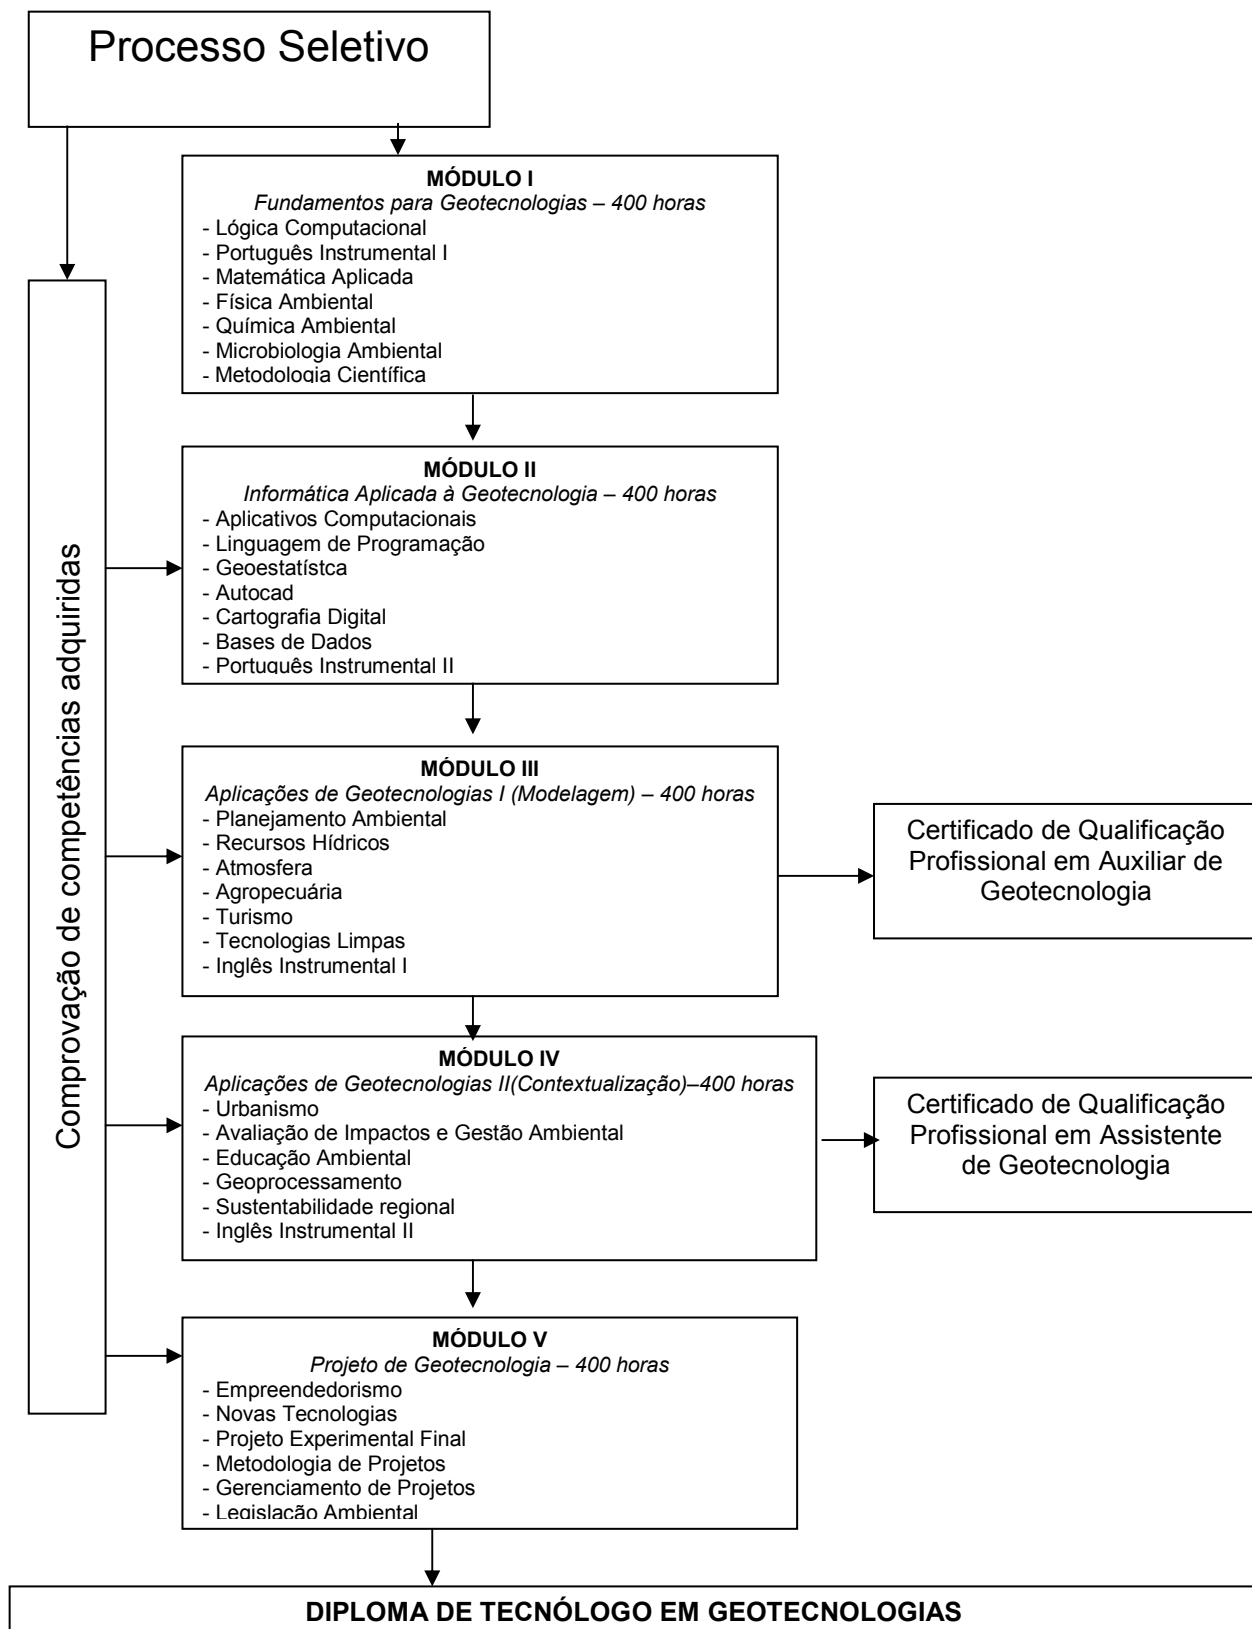 Processo Seletivo
MÓDULO I
Fundamentos para Geotecnologias – 400 horas
- Lógica Computacional
- Português Instrumental I
- Matemática Aplicada
- Física Ambiental
- Química Ambiental
- Microbiologia Ambiental
- Metodologia Científica
Comprovação de competências adquiridas
MÓDULO II
Informática Aplicada à Geotecnologia – 400 horas
- Aplicativos Computacionais
- Linguagem de Programação
- Geoestatístca
- Autocad
- Cartografia Digital
- Bases de Dados
- Português Instrumental II
MÓDULO III
Aplicações de Geotecnologias I (Modelagem) – 400 horas
- Planejamento Ambiental
- Recursos Hídricos
- Atmosfera
- Agropecuária
- Turismo
- Tecnologias Limpas
- Inglês Instrumental I
Certificado de Qualificação
Profissional em Auxiliar de
Geotecnologia
MÓDULO IV
Aplicações de Geotecnologias II(Contextualização)–400 horas
- Urbanismo
- Avaliação de Impactos e Gestão Ambiental
- Educação Ambiental
- Geoprocessamento
- Sustentabilidade regional
- Inglês Instrumental II
Certificado de Qualificação
Profissional em Assistente
de Geotecnologia
MÓDULO V
Projeto de Geotecnologia – 400 horas
- Empreendedorismo
- Novas Tecnologias
- Projeto Experimental Final
- Metodologia de Projetos
- Gerenciamento de Projetos
- Legislação Ambiental
DIPLOMA DE TECNÓLOGO EM GEOTECNOLOGIAS